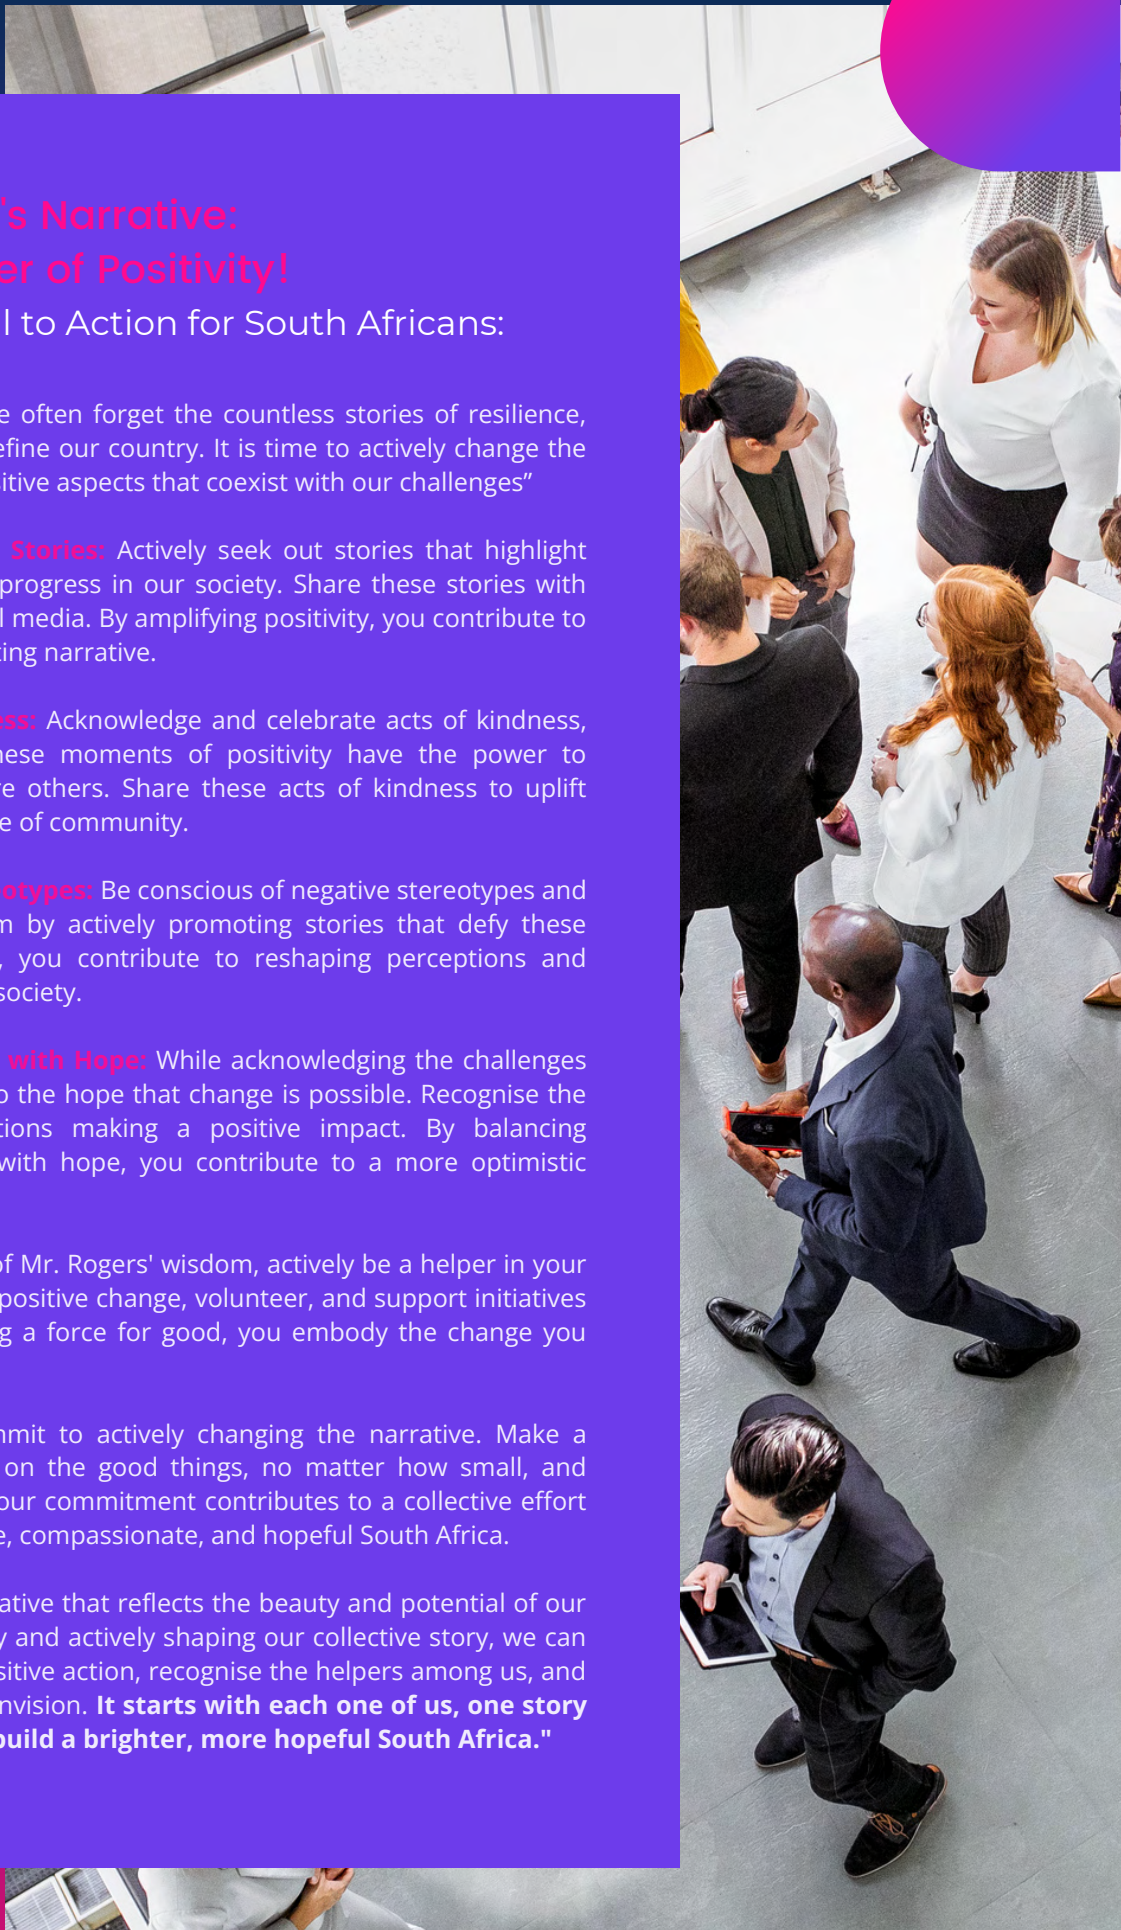 's Narrative:
er of Positivity!
l to Action for South Africans:
e often forget the countless stories of resilience,
efine our country. It is time to actively change the
sitive aspects that coexist with our challenges”
Stories: Actively seek out stories that highlight
progress in our society. Share these stories with
l media. By amplifying positivity, you contribute to
ting narrative.
ess: Acknowledge and celebrate acts of kindness,
hese moments of positivity have the power to
re others. Share these acts of kindness to uplift
e of community.
eotypes: Be conscious of negative stereotypes and
m by actively promoting stories that defy these
, you contribute to reshaping perceptions and
society.
with Hope: While acknowledging the challenges
o the hope that change is possible. Recognise the
tions making a positive impact. By balancing
with hope, you contribute to a more optimistic
of Mr. Rogers' wisdom, actively be a helper in your
positive change, volunteer, and support initiatives
g a force for good, you embody the change you
mmit to actively changing the narrative. Make a
on the good things, no matter how small, and
our commitment contributes to a collective effort
e, compassionate, and hopeful South Africa.
ative that reflects the beauty and potential of our
y and actively shaping our collective story, we can
sitive action, recognise the helpers among us, and
nvision. It starts with each one of us, one story
build a brighter, more hopeful South Africa."